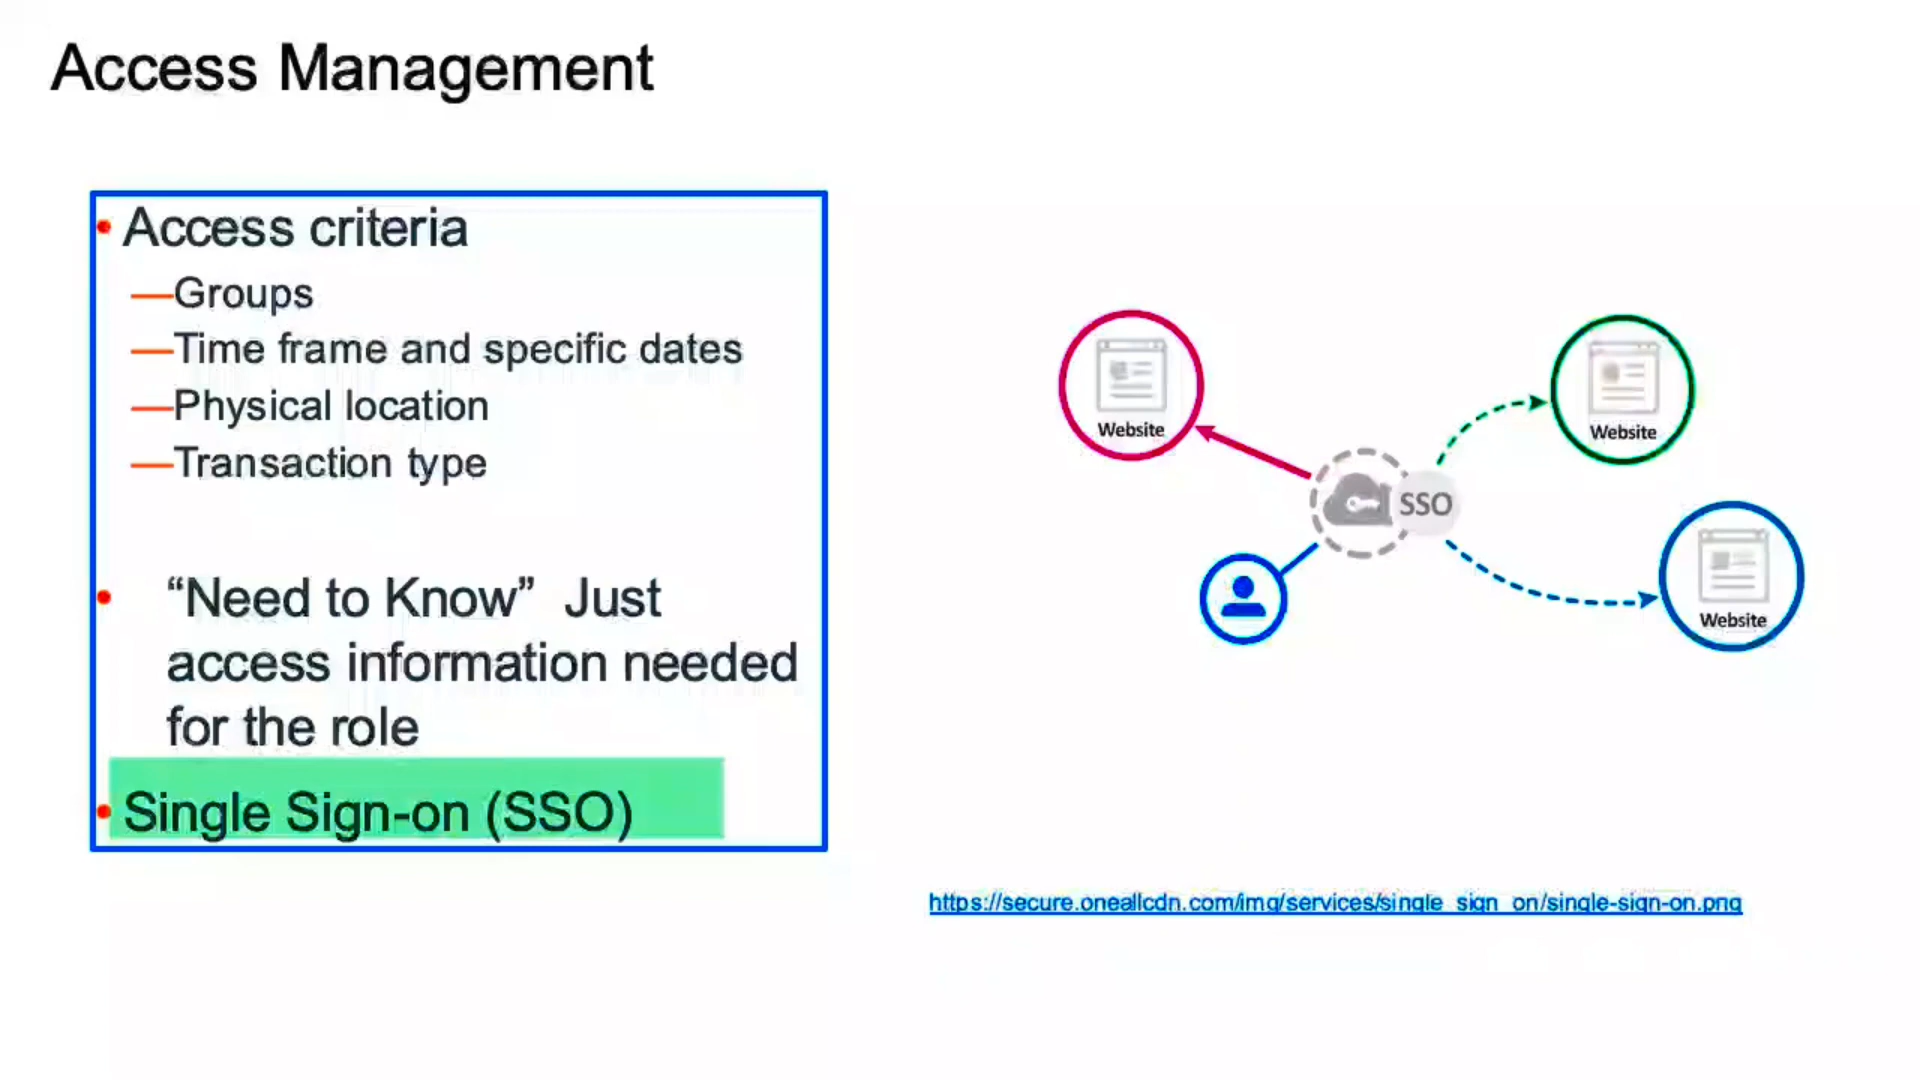 Access Management
• Access criteria
—Groups
—Time frame and specific dates
—Physical location
—Transaction type
• “Need to Know” Just
access information needed
for the role
• Single Sign-on (SSO)
Website
Website
SSO
Website
https://secure.oneallcdn.com/img/services/single_sign_on/single-sign-on.png